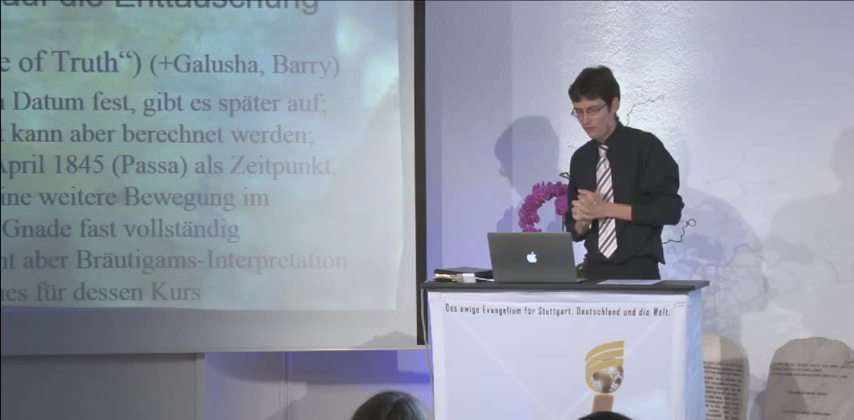 auf die Enttäuschung
e of Truth“) (+Galusha, Barry)
Datum fest, gibt es später auf;
kann aber berechnet werden;
April 1845 (Passa) als Zeitpunkt,
ine weitere Bewegung im
Gnade fast vollständig
nt aber Bräutigams-Interpretation
es für dessen Kurs
Das ewige Evangelium für Stuttgart, Deutschland und die Welt.